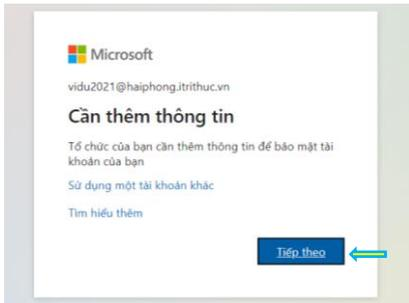 Microsoft
vidu2021@haiphong.itrithuc.vn
Cần thêm thông tin
Tổ chức của bạn cần thêm thông tin để bảo mật tài
khoản của bạn
Sử dụng một tài khoản khác
Tìm hiểu thêm
Tiếp theo